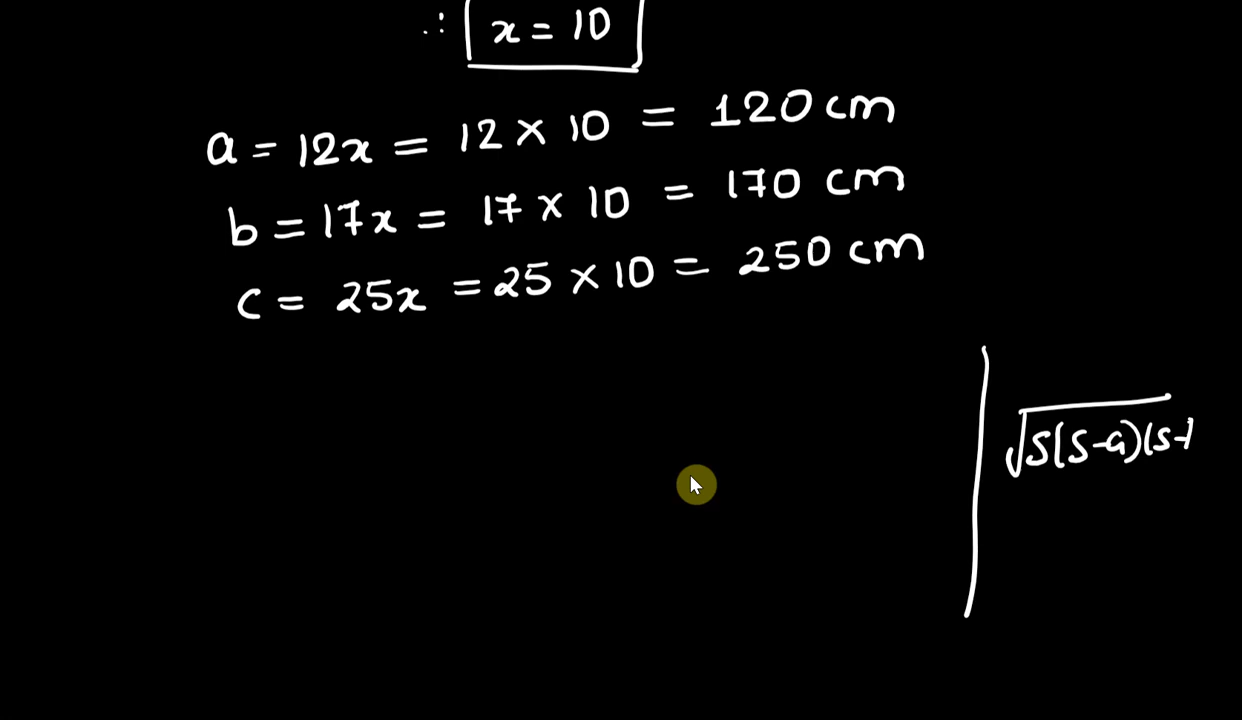 ∴ x = 10
a = 12x = 12 × 10 = 120 cm
b = 17x = 17 × 10 = 170 cm
c = 25x = 25 × 10 = 250 cm
√S(S-a)(S-